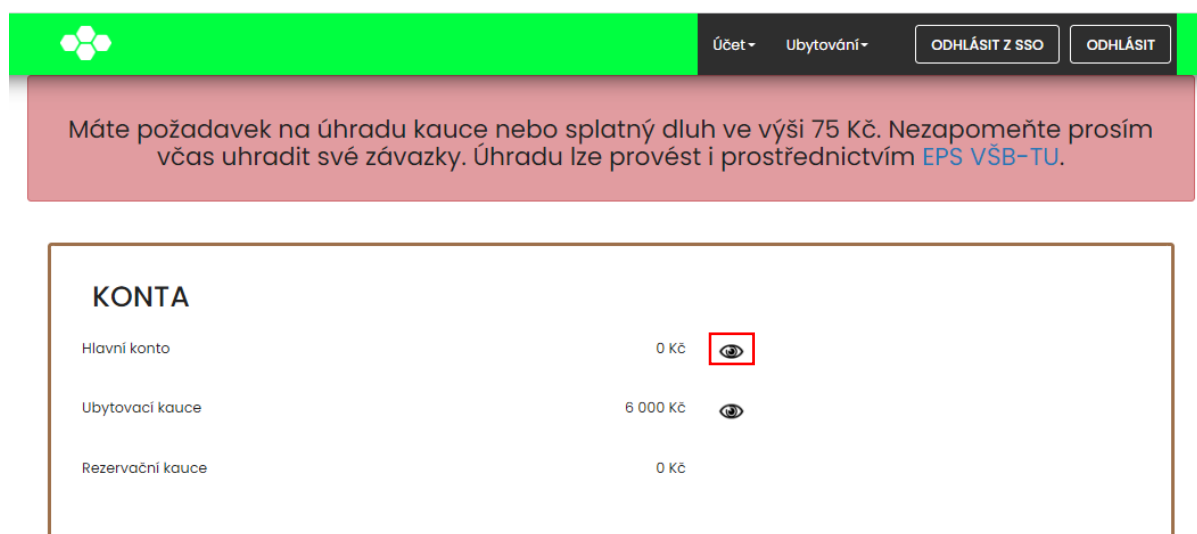 Účet
Ubytování
ODHLÁSIT Z SSO
ODHLÁSIT
Máte požadavek na úhradu kauce nebo splatný dluh ve výši 75 Kč. Nezapomeňte prosím
včas uhradit své závazky. Úhradu lze provést i prostřednictvím EPS VŠB-TU.
KONTA
Hlavní konto 0 Kč
Ubytovací kauce 6 000 Kč
Rezervační kauce 0 Kč